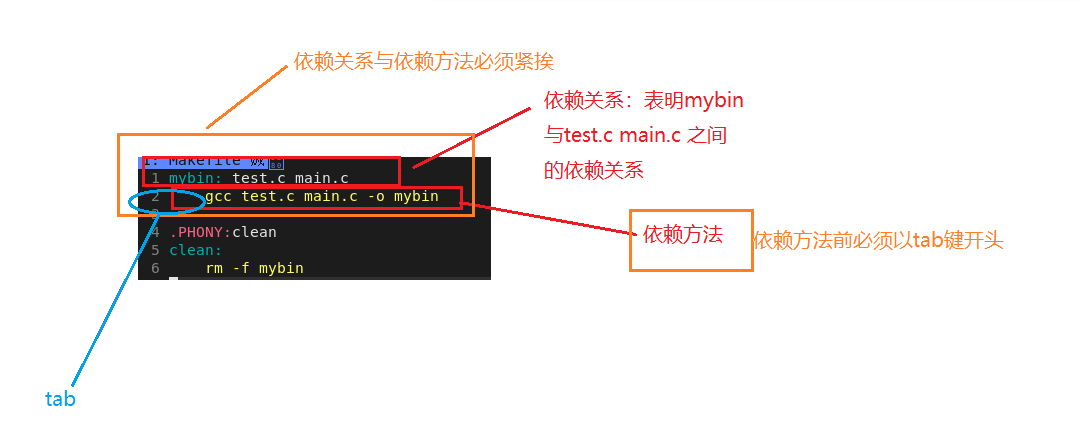 依赖关系与依赖方法必须紧挨
依赖关系：表明mybin
与test.c main.c 之间
的依赖关系
1: Makefile
1 mybin: test.c main.c
2 gcc test.c main.c -o mybin
3
4 .PHONY:clean
5 clean:
6 rm -f mybin
依赖方法
依赖方法前必须以tab键开头
tab